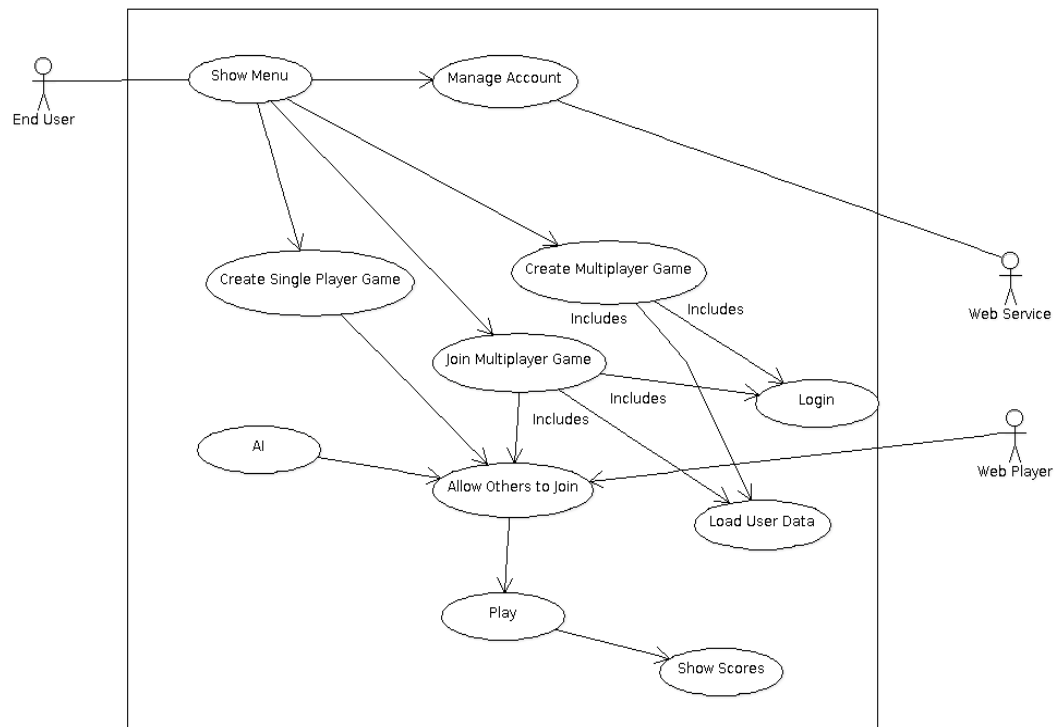 Show Menu
Manage Account
End User
Create Single Player Game
Create Multiplayer Game
Web Service
Includes
Includes
Join Multiplayer Game
Includes
Login
Includes
AI
Web Player
Allow Others to Join
Load User Data
Play
Show Scores